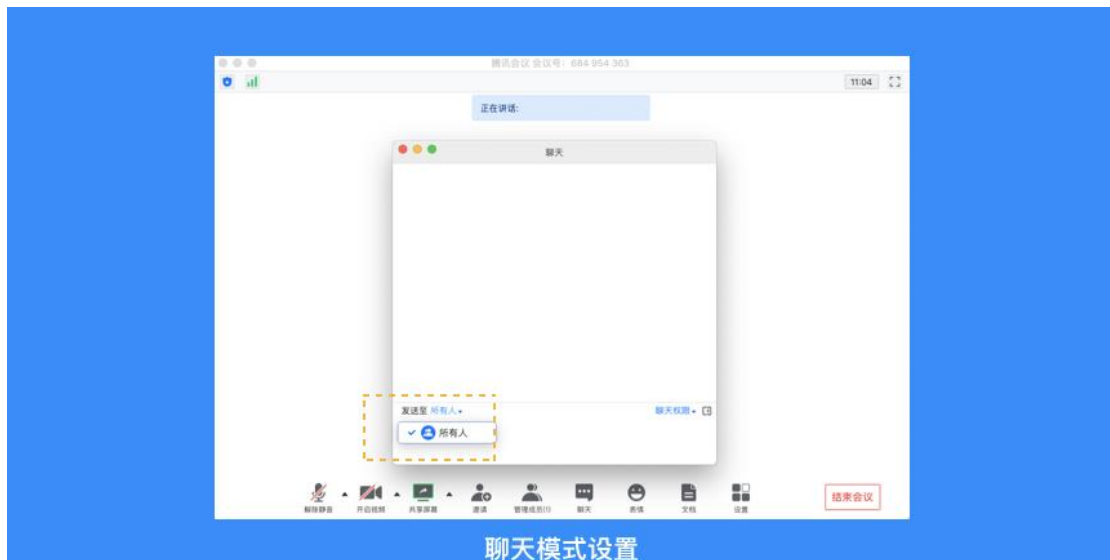 腾讯会议 会议号：684 954 363
11:04
正在讲话:
聊天
发送至 所有人
聊天权限
所有人
解除静音 开启视频 共享屏幕 邀请 管理成员(1) 聊天 表情 文档 设置
结束会议
聊天模式设置